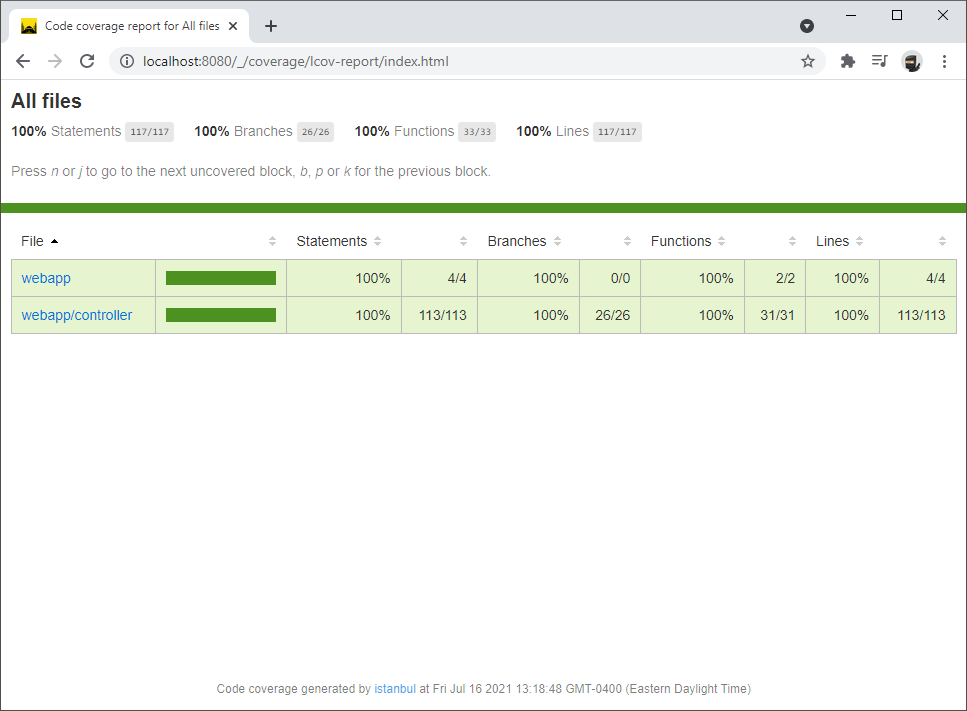 Code coverage report for All files
localhost:8080/_/coverage/lcov-report/index.html
All files
100% Statements 117/117 100% Branches 26/26 100% Functions 33/33 100% Lines 117/117
Press n or j to go to the next uncovered block, b, p or k for the previous block.
File Statements Branches Functions Lines
webapp 100% 4/4 100% 0/0 100% 2/2 100% 4/4
webapp/controller 100% 113/113 100% 26/26 100% 31/31 100% 113/113
Code coverage generated by istanbul at Fri Jul 16 2021 13:18:48 GMT-0400 (Eastern Daylight Time)